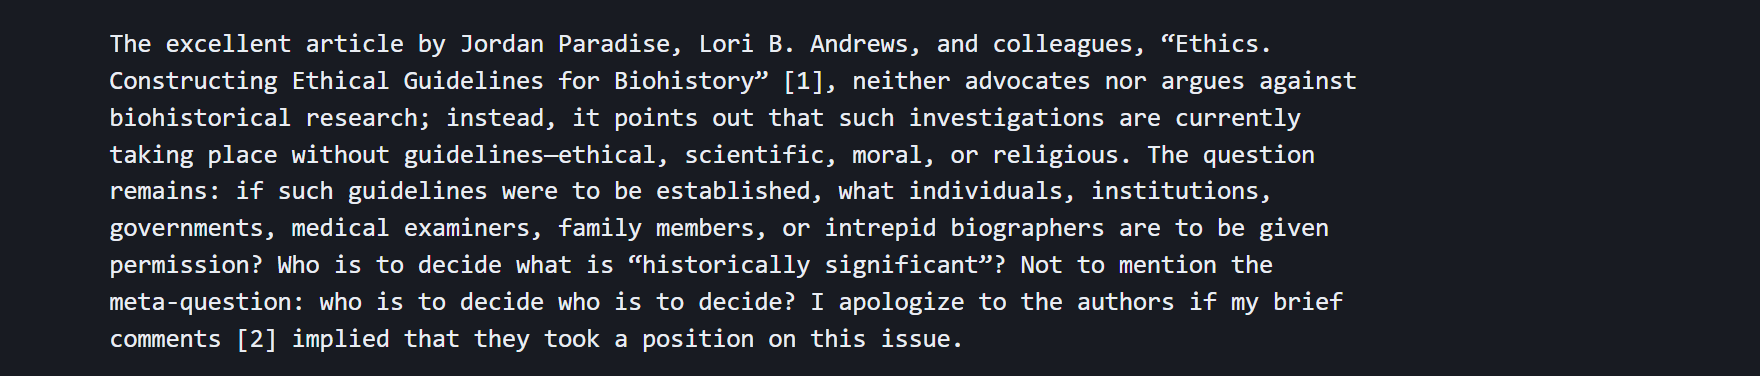 The excellent article by Jordan Paradise, Lori B. Andrews, and colleagues, “Ethics.
Constructing Ethical Guidelines for Biohistory” [1], neither advocates nor argues against
biohistorical research; instead, it points out that such investigations are currently
taking place without guidelines—ethical, scientific, moral, or religious. The question
remains: if such guidelines were to be established, what individuals, institutions,
governments, medical examiners, family members, or intrepid biographers are to be given
permission? Who is to decide what is “historically significant”? Not to mention the
meta-question: who is to decide who is to decide? I apologize to the authors if my brief
comments [2] implied that they took a position on this issue.